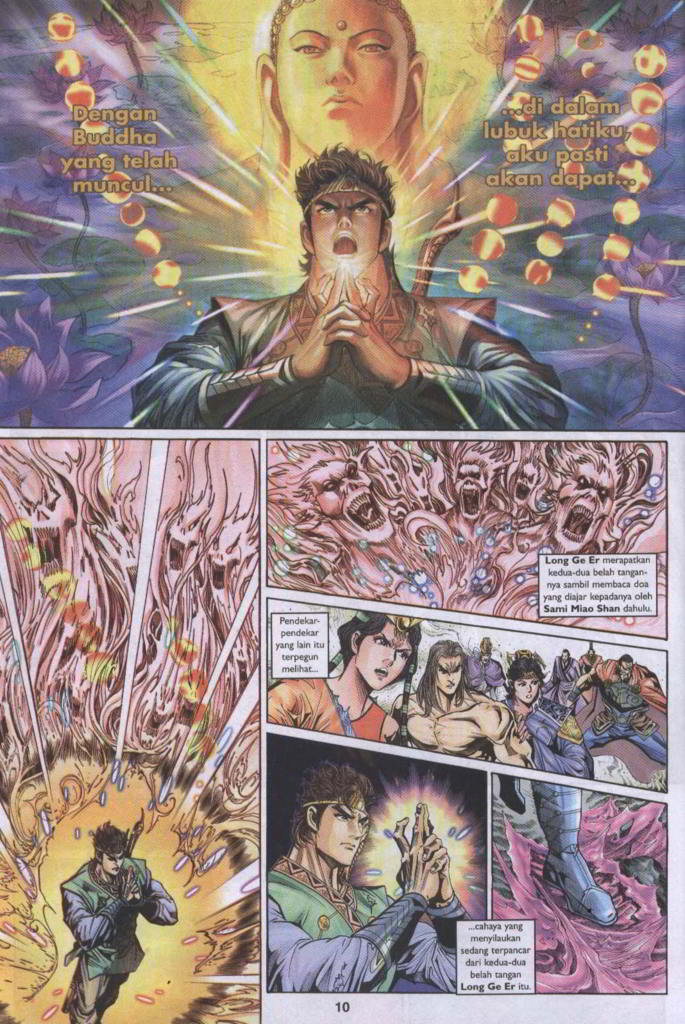 Dengan
Buddha
yang telah
muncul...
...di dalam
lubuk hatiku,
aku pasti
akan dapat...
Long Ge Er merapatkan
kedua-dua belah tangan-
nya sambil membaca doa
yang diajar kepadanya oleh
Sami Miao Shan dahulu.
Pendekar-
pendekar
yang lain itu
terpegun
melihat...
...cahaya yang
menyilaukan
sedang terpancar
dari kedua-dua
belah tangan
Long Ge Er itu.
10